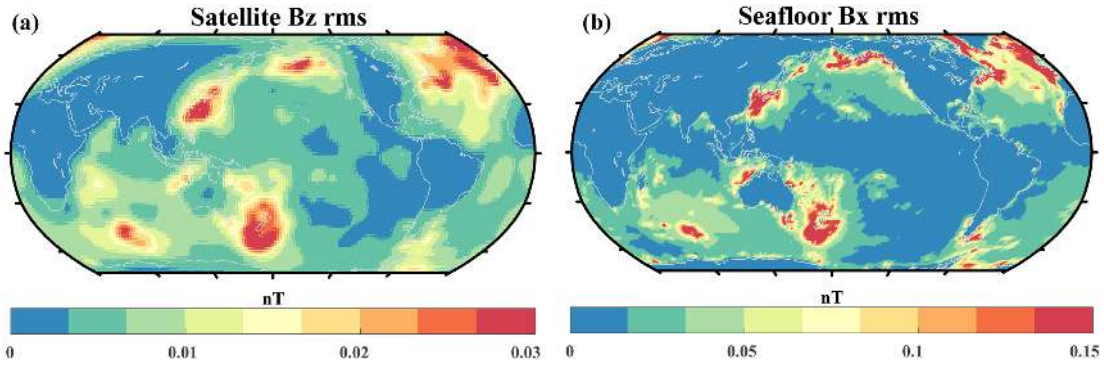 (a)
Satellite Bz rms
nT
0 0.01 0.02 0.03
(b)
Seafloor Bx rms
nT
0 0.05 0.1 0.15